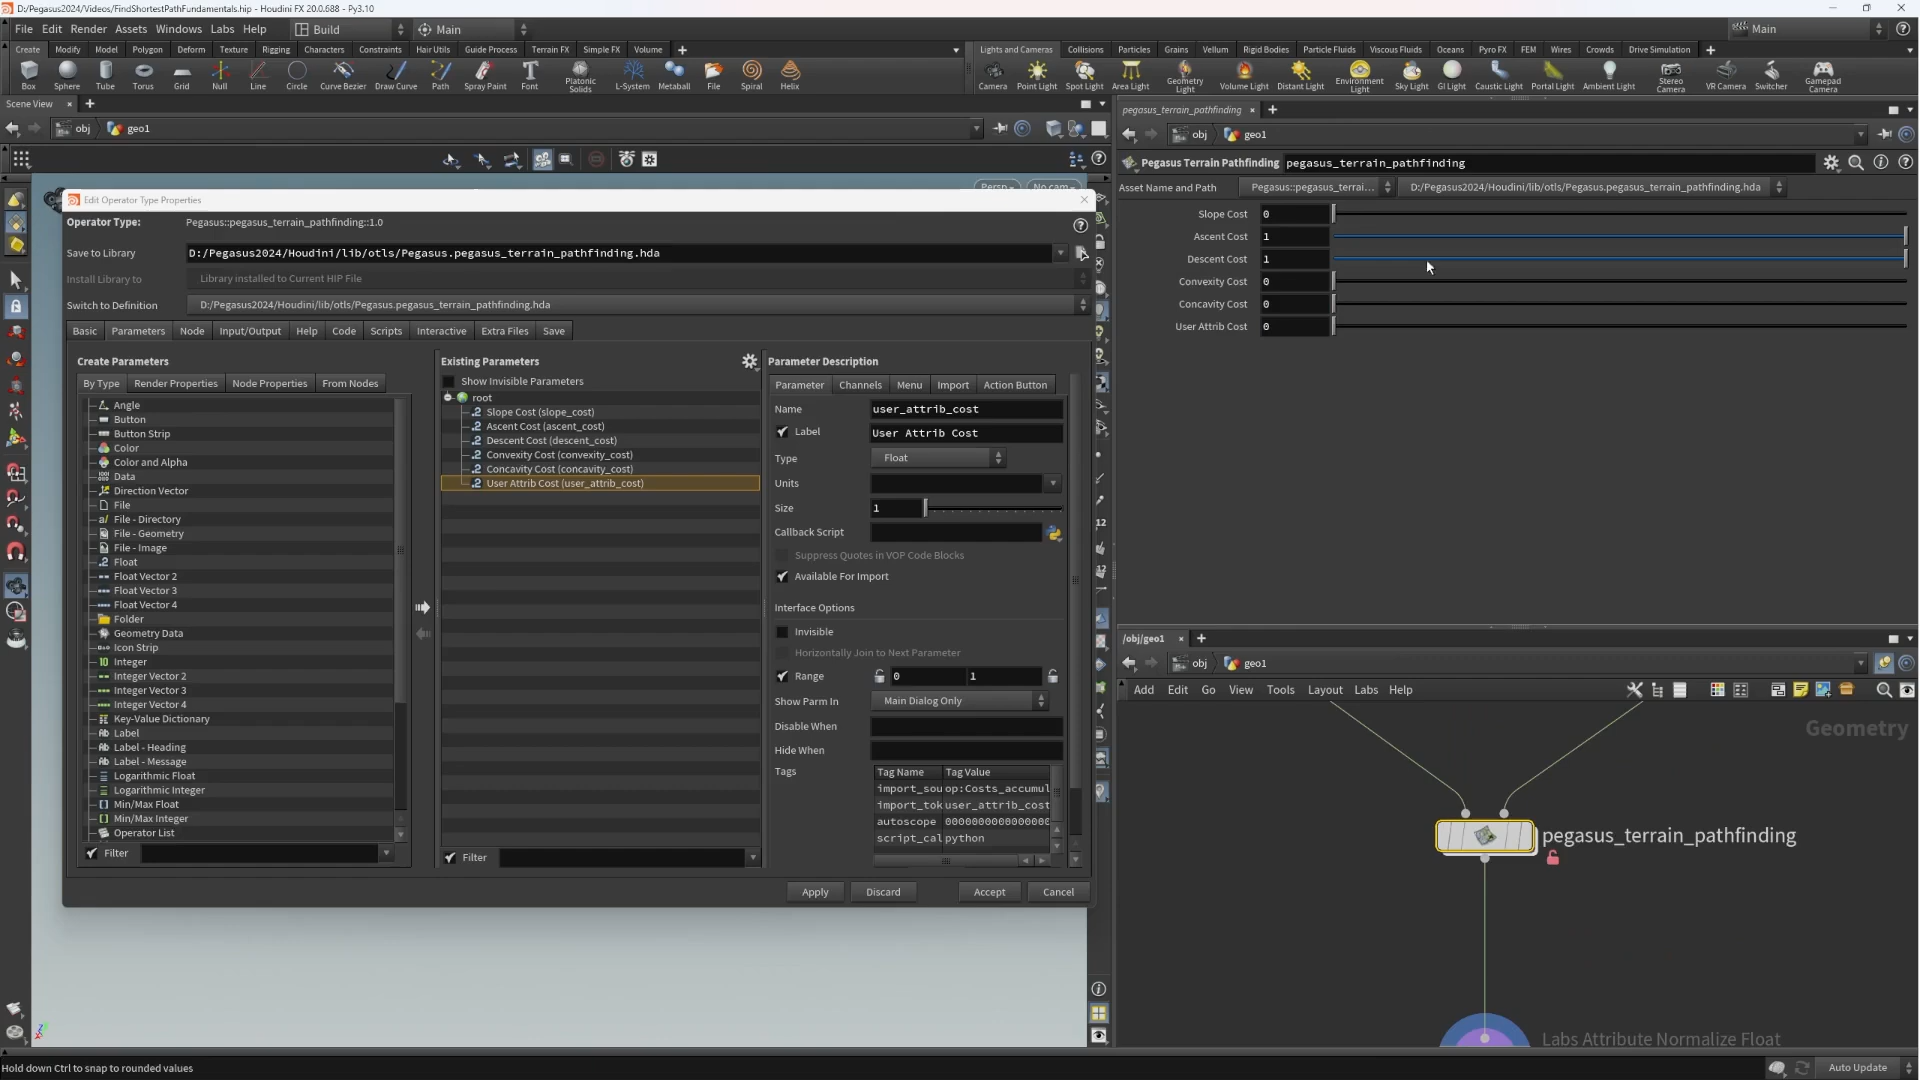 D:/Pegasus2024/Videos/FindShortestPathFundamentals.hip - Houdini FX 20.0.688 - Py3.10
File Edit Render Assets Windows Labs Help Build Main Main
Create Modify Model Polygon Deform Texture Rigging Characters Constraints Hair Utils Guide Process Terrain FX Simple FX Volume
Lights and Cameras Collisions Particles Grains Vellum Rigid Bodies Particle Fluids Viscous Fluids Oceans Pyro FX FEM Wires Crowds Drive Simulation
Box Sphere Tube Torus Grid Null Line Circle Curve Bezier Draw Curve Path Spray Paint Font Platonic Solids L-System Metaball File Spiral Helix
Camera Point Light Spot Light Area Light Geometry Light Volume Light Distant Light Environment Light Sky Light GI Light Caustic Light Portal Light Ambient Light Stereo Camera VR Camera Switcher Gamepad Camera
Scene View
obj geo1
Persp No cam
pegasus_terrain_pathfinding
obj geo1
Pegasus Terrain Pathfinding pegasus_terrain_pathfinding
Asset Name and Path Pegasus::pegasus_terrai... D:/Pegasus2024/Houdini/lib/otls/Pegasus.pegasus_terrain_pathfinding.hda
Slope Cost 0
Ascent Cost 1
Descent Cost 1
Convexity Cost 0
Concavity Cost 0
User Attrib Cost 0
Edit Operator Type Properties
Operator Type: Pegasus::pegasus_terrain_pathfinding::1.0
Save to Library D:/Pegasus2024/Houdini/lib/otls/Pegasus.pegasus_terrain_pathfinding.hda
Install Library to Library installed to Current HIP File
Switch to Definition D:/Pegasus2024/Houdini/lib/otls/Pegasus.pegasus_terrain_pathfinding.hda
Basic Parameters Node Input/Output Help Code Scripts Interactive Extra Files Save
Create Parameters
By Type Render Properties Node Properties From Nodes
Angle
Button
Button Strip
Color
Color and Alpha
Data
Direction Vector
File
File - Directory
File - Geometry
File - Image
Float
Float Vector 2
Float Vector 3
Float Vector 4
Folder
Geometry Data
Icon Strip
Integer
Integer Vector 2
Integer Vector 3
Integer Vector 4
Key-Value Dictionary
Label
Label - Heading
Label - Message
Logarithmic Float
Logarithmic Integer
Min/Max Float
Min/Max Integer
Operator List
Filter
Existing Parameters
Show Invisible Parameters
root
Slope Cost (slope_cost)
Ascent Cost (ascent_cost)
Descent Cost (descent_cost)
Convexity Cost (convexity_cost)
Concavity Cost (concavity_cost)
User Attrib Cost (user_attrib_cost)
Filter
Parameter Description
Parameter Channels Menu Import Action Button
Name user_attrib_cost
Label User Attrib Cost
Type Float
Units
Size 1
Callback Script
Suppress Quotes in VOP Code Blocks
Available For Import
Interface Options
Invisible
Horizontally Join to Next Parameter
Range 0 1
Show Parm In Main Dialog Only
Disable When
Hide When
Tags Tag Name Tag Value
import_sou op:Costs_accumul
import_tok user_attrib_cost
autoscope 0000000000000000
script_cal python
Apply Discard Accept Cancel
/obj/geo1
obj geo1
Add Edit Go View Tools Layout Labs Help
Geometry
pegasus_terrain_pathfinding
Labs Attribute Normalize Float
Hold down Ctrl to snap to rounded values
Auto Update